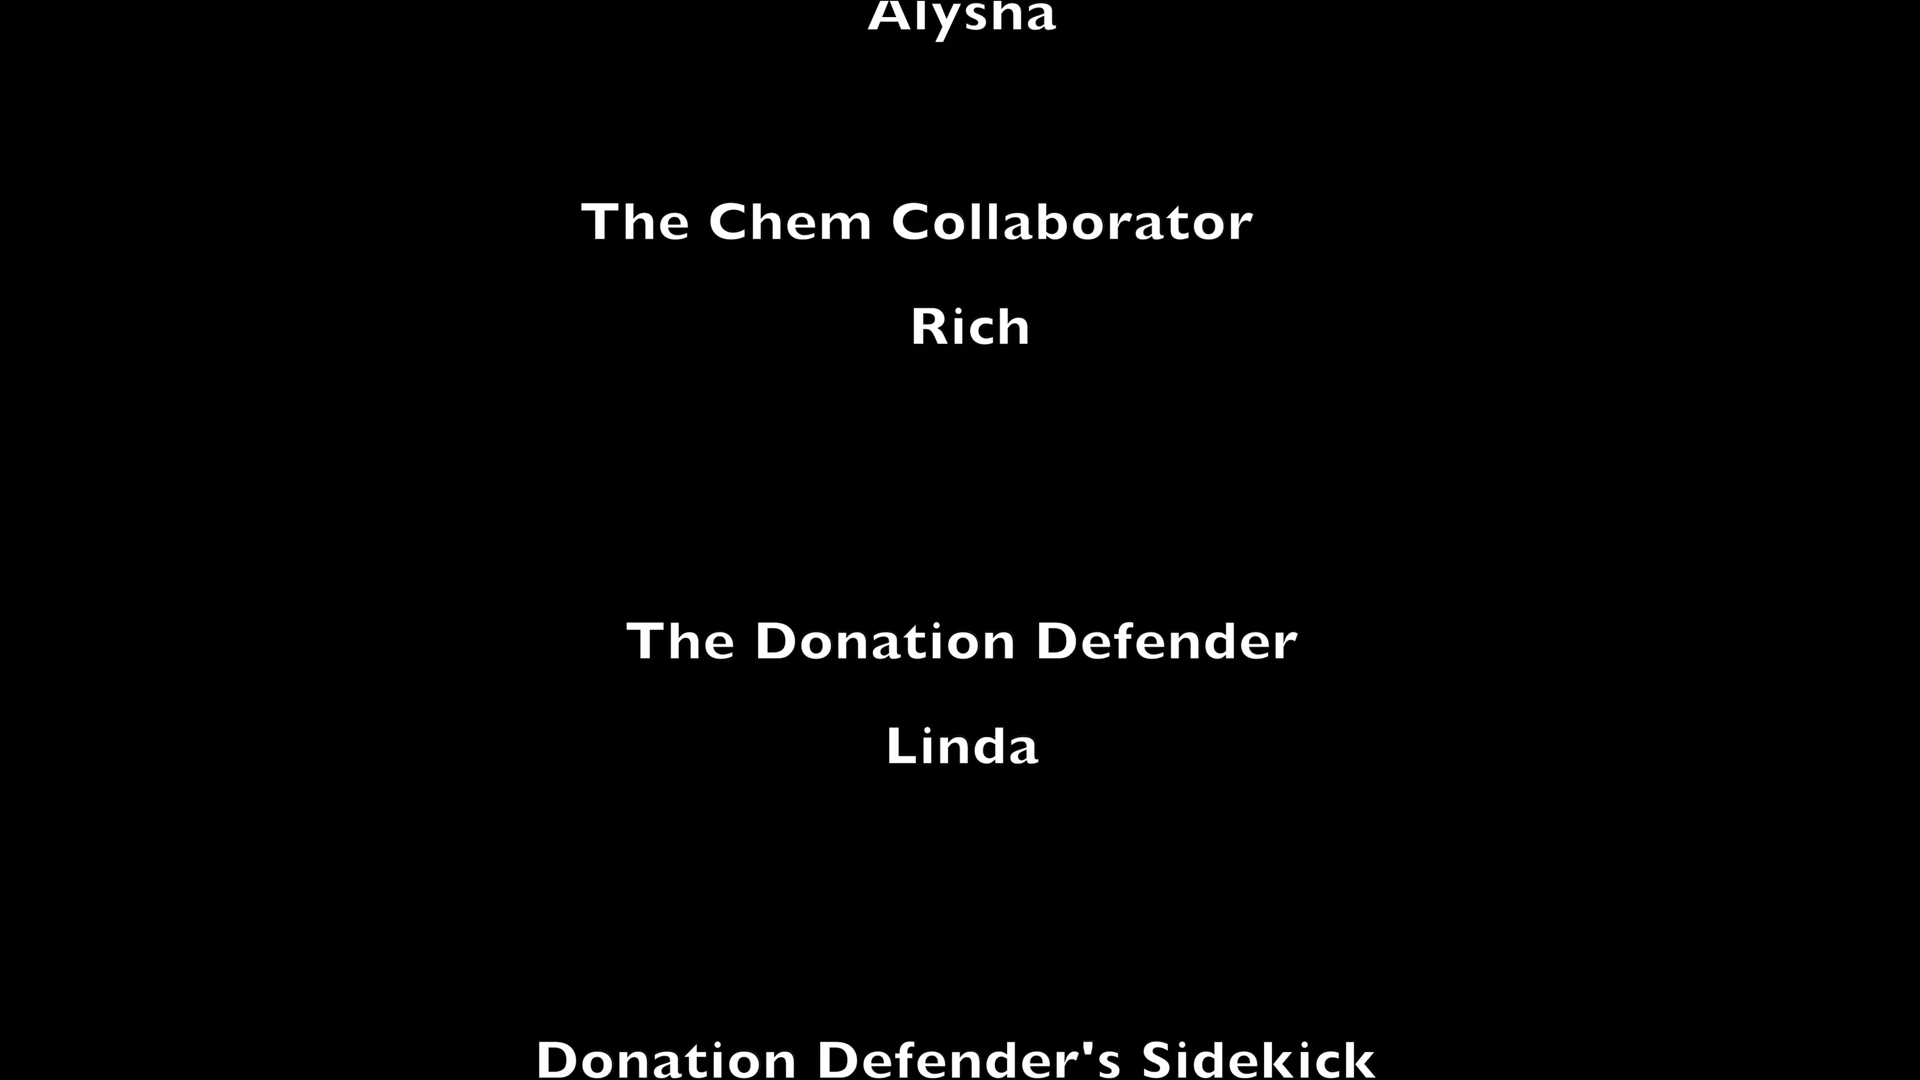 Alysha
The Chem Collaborator
Rich
The Donation Defender
Linda
Donation Defender's Sidekick